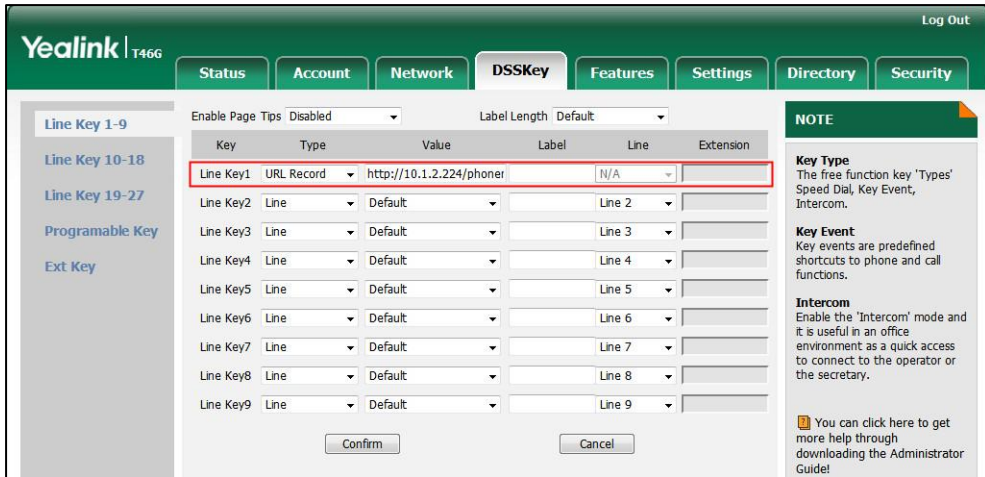 Log Out
Yealink T46G
Status Account Network DSSKey Features Settings Directory Security
Line Key 1-9
Line Key 10-18
Line Key 19-27
Programable Key
Ext Key
Enable Page Tips Disabled Label Length Default
Key Type Value Label Line Extension
Line Key1 URL Record http://10.1.2.224/phoner N/A
Line Key2 Line Default Line 2
Line Key3 Line Default Line 3
Line Key4 Line Default Line 4
Line Key5 Line Default Line 5
Line Key6 Line Default Line 6
Line Key7 Line Default Line 7
Line Key8 Line Default Line 8
Line Key9 Line Default Line 9
Confirm Cancel
NOTE
Key Type
The free function key 'Types'
Speed Dial, Key Event,
Intercom.
Key Event
Key events are predefined
shortcuts to phone and call
functions.
Intercom
Enable the 'Intercom' mode and
it is useful in an office
environment as a quick access
to connect to the operator or
the secretary.
? You can click here to get
more help through
downloading the Administrator
Guide!